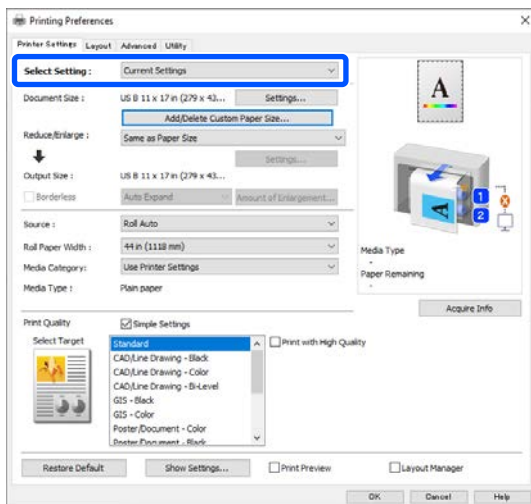 Printing Preferences
Printer Settings Layout Advanced Utility
Select Setting : Current Settings
Document Size : US B 11 x 17 in (279 x 43... Settings...
Add/Delete Custom Paper Size...
Reduce/Enlarge : Same as Paper Size
Settings...
Output Size : US B 11 x 17 in (279 x 43...
Borderless Auto Expand Amount of Enlargement...
Source : Roll Auto
Roll Paper Width : 44 in (1118 mm)
Media Category: Use Printer Settings
Media Type : Plain paper
A
1
2
Media Type
-
Paper Remaining
-
Acquire Info
Print Quality Simple Settings
Select Target
Standard
CAD/Line Drawing - Black
CAD/Line Drawing - Color
CAD/Line Drawing - Bi-Level
GIS - Black
GIS - Color
Poster/Document - Color
Poster/Document - Black
Print with High Quality
Restore Default Show Settings... Print Preview Layout Manager
OK Cancel Help